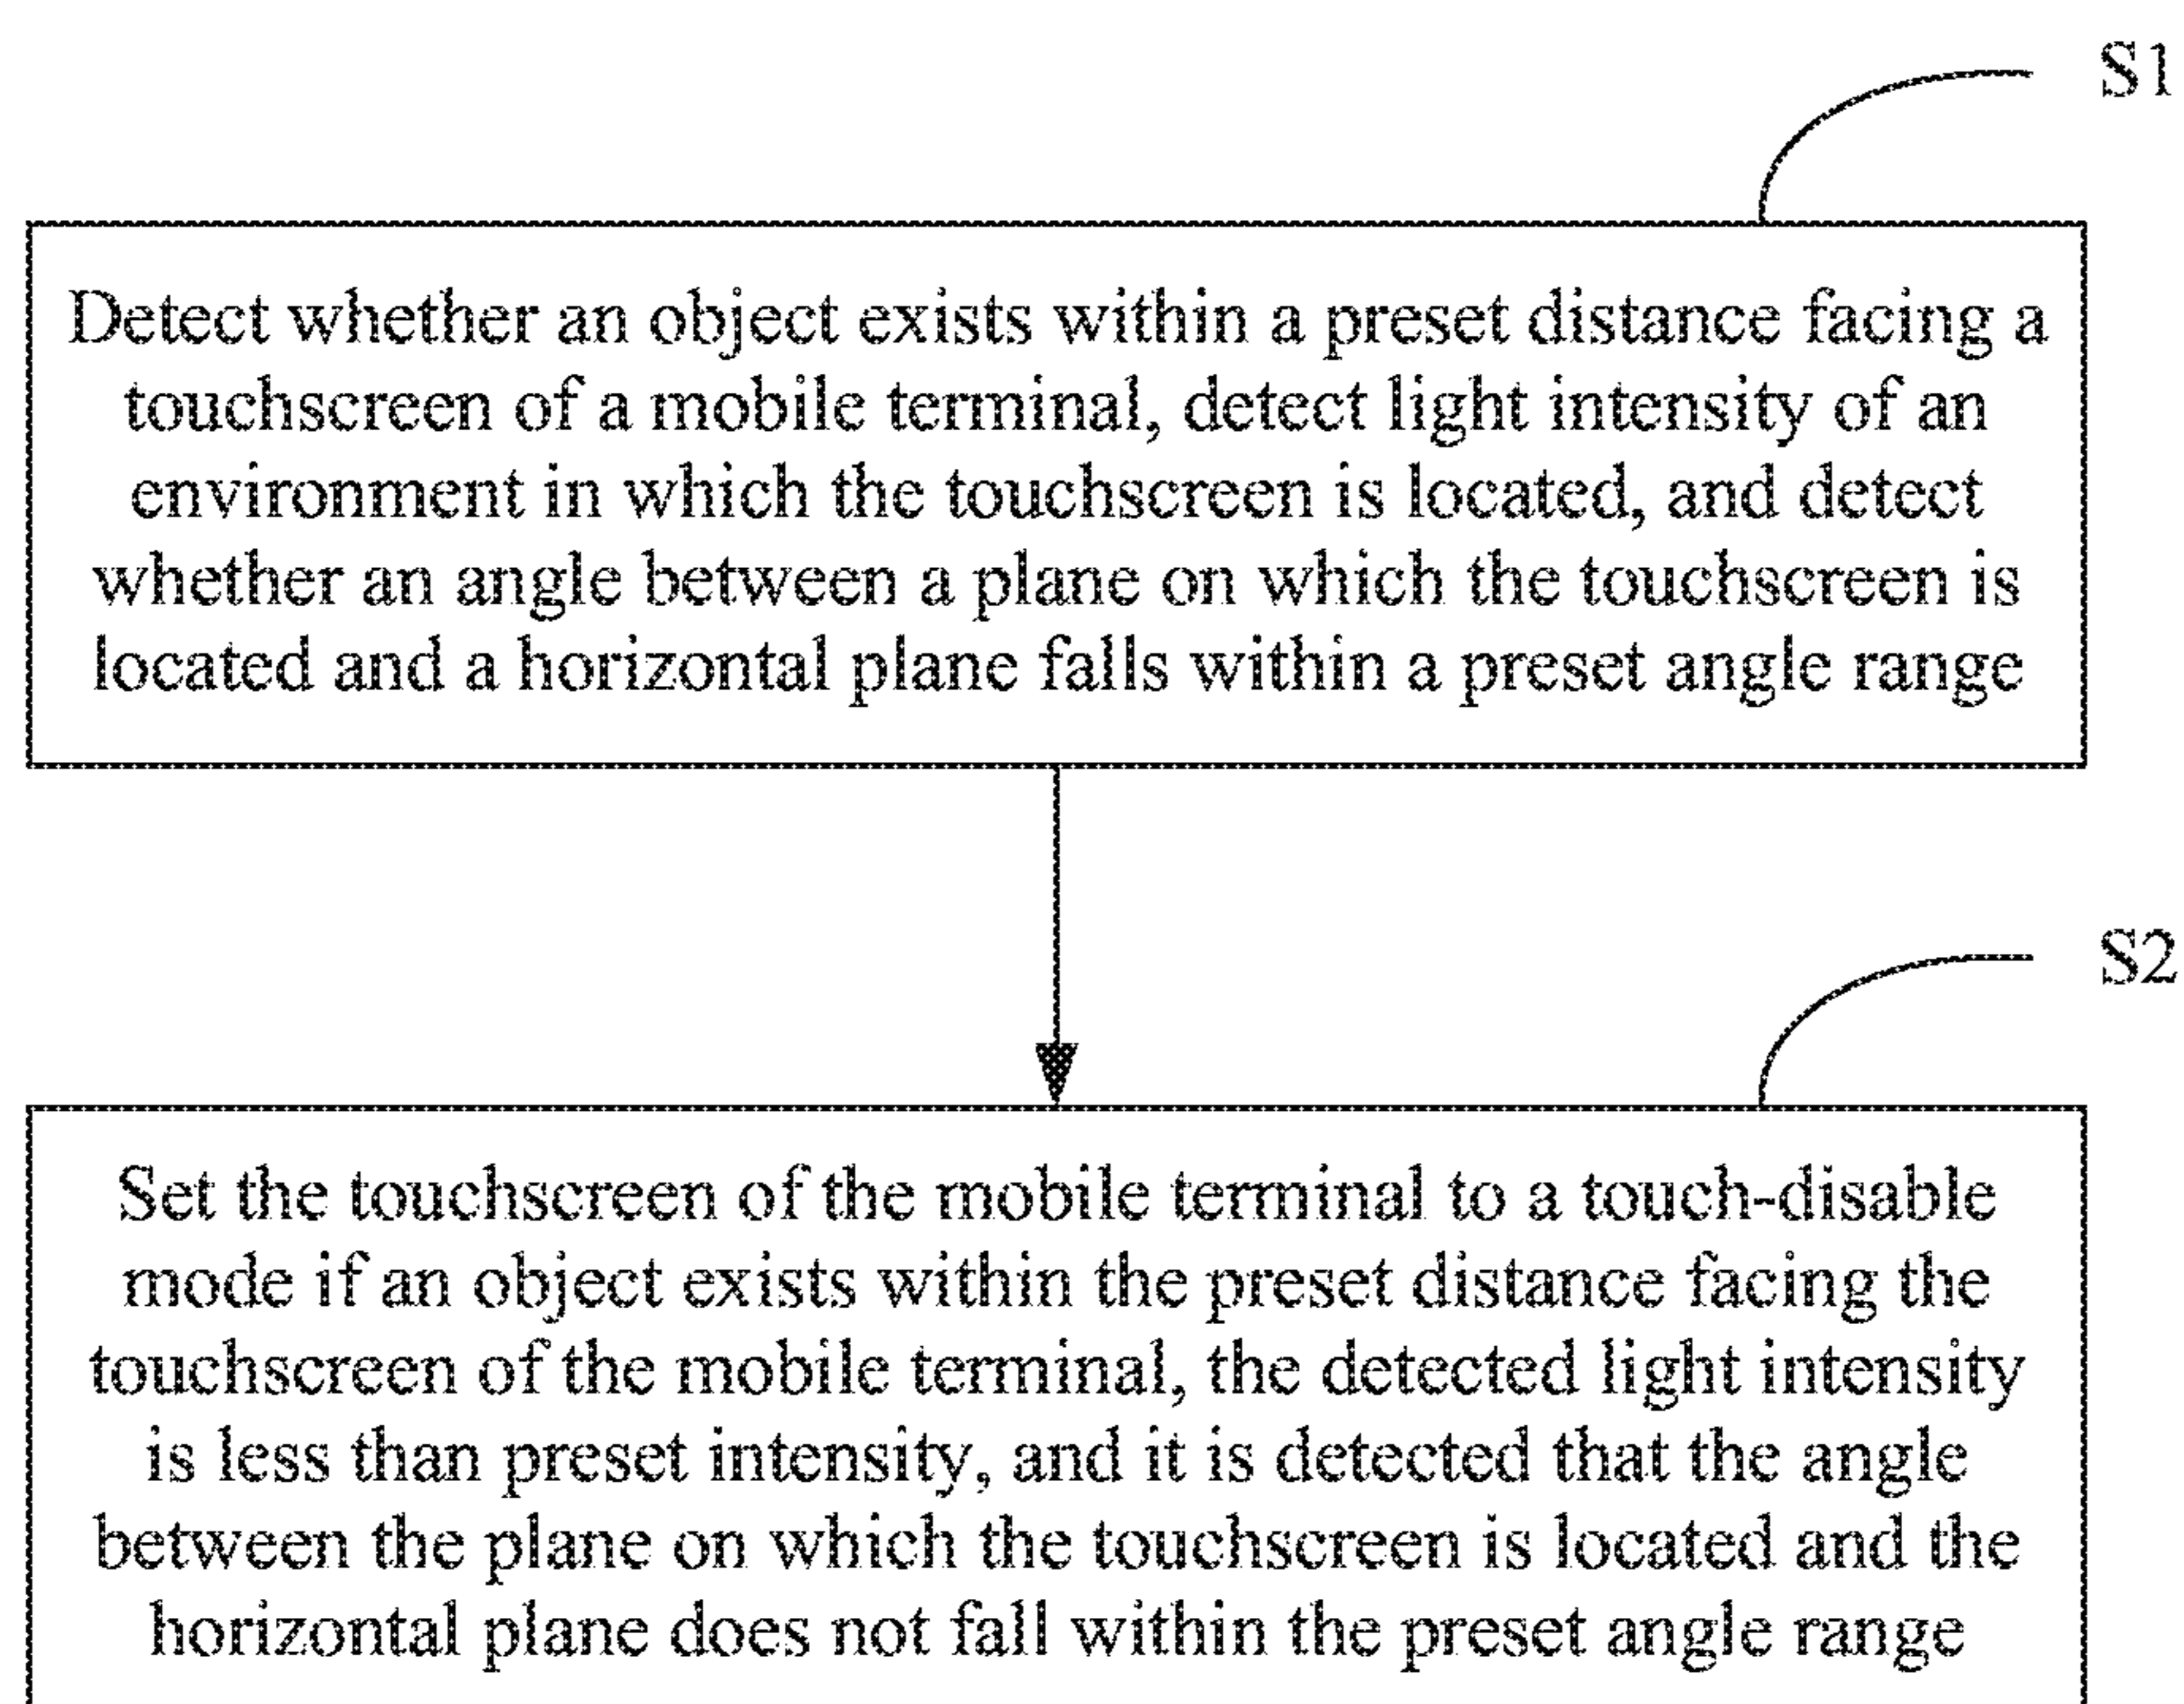 S1
Detect whether an object exists within a preset distance facing a
touchscreen of a mobile terminal, detect light intensity of an
environment in which the touchscreen is located, and detect
whether an angle between a plane on which the touchscreen is
located and a horizontal plane falls within a preset angle range
S2
Set the touchscreen of the mobile terminal to a touch-disable
mode if an object exists within the preset distance facing the
touchscreen of the mobile terminal, the detected light intensity
is less than preset intensity, and it is detected that the angle
between the plane on which the touchscreen is located and the
horizontal plane does not fall within the preset angle range